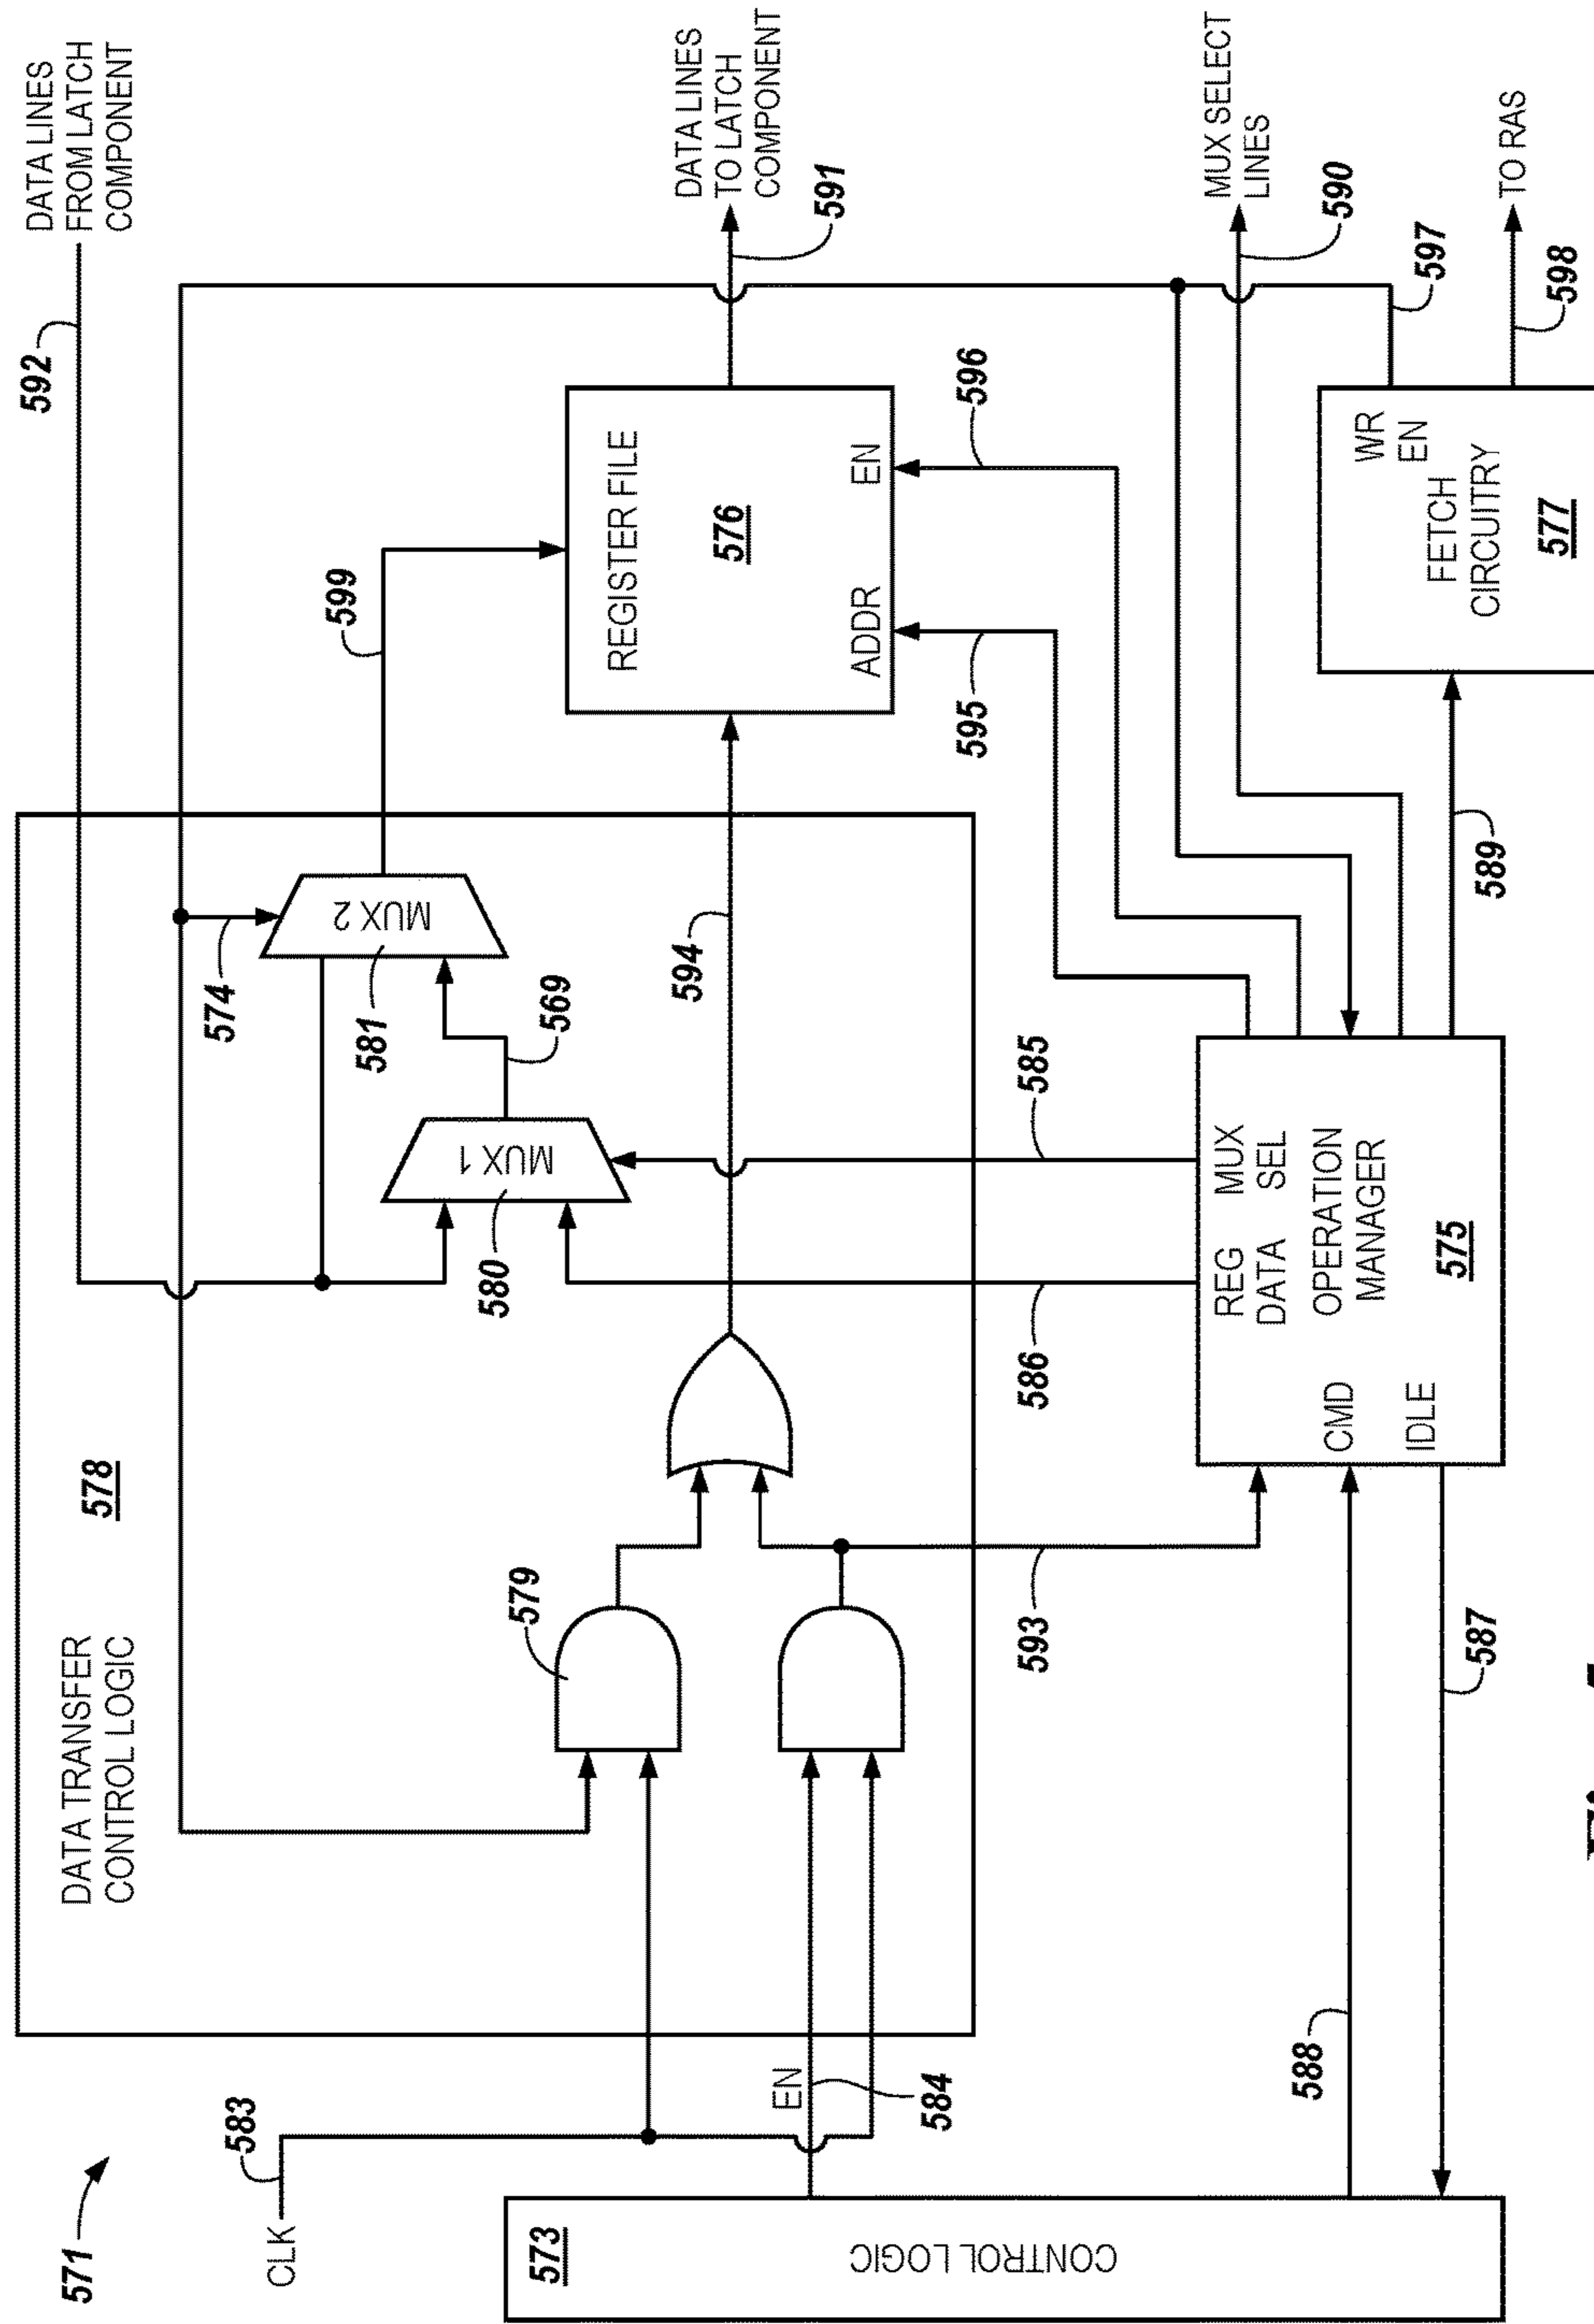 DATA LINES
FROM LATCH
COMPONENT
592
DATA TRANSFER
CONTROL LOGIC
578
571
583
CLK
574
MUX 2
581
599
569
MUX 1
580
579
REGISTER FILE
576
ADDR
EN
DATA LINES
TO LATCH
COMPONENT
591
594
EN
584
593
586
585
595
596
MUX SELECT
LINES
590
597
TO RAS
598
573
CONTROL LOGIC
588
587
CMD
IDLE
REG
DATA
MUX
SEL
OPERATION
MANAGER
575
589
WR
EN
FETCH
CIRCUITRY
577